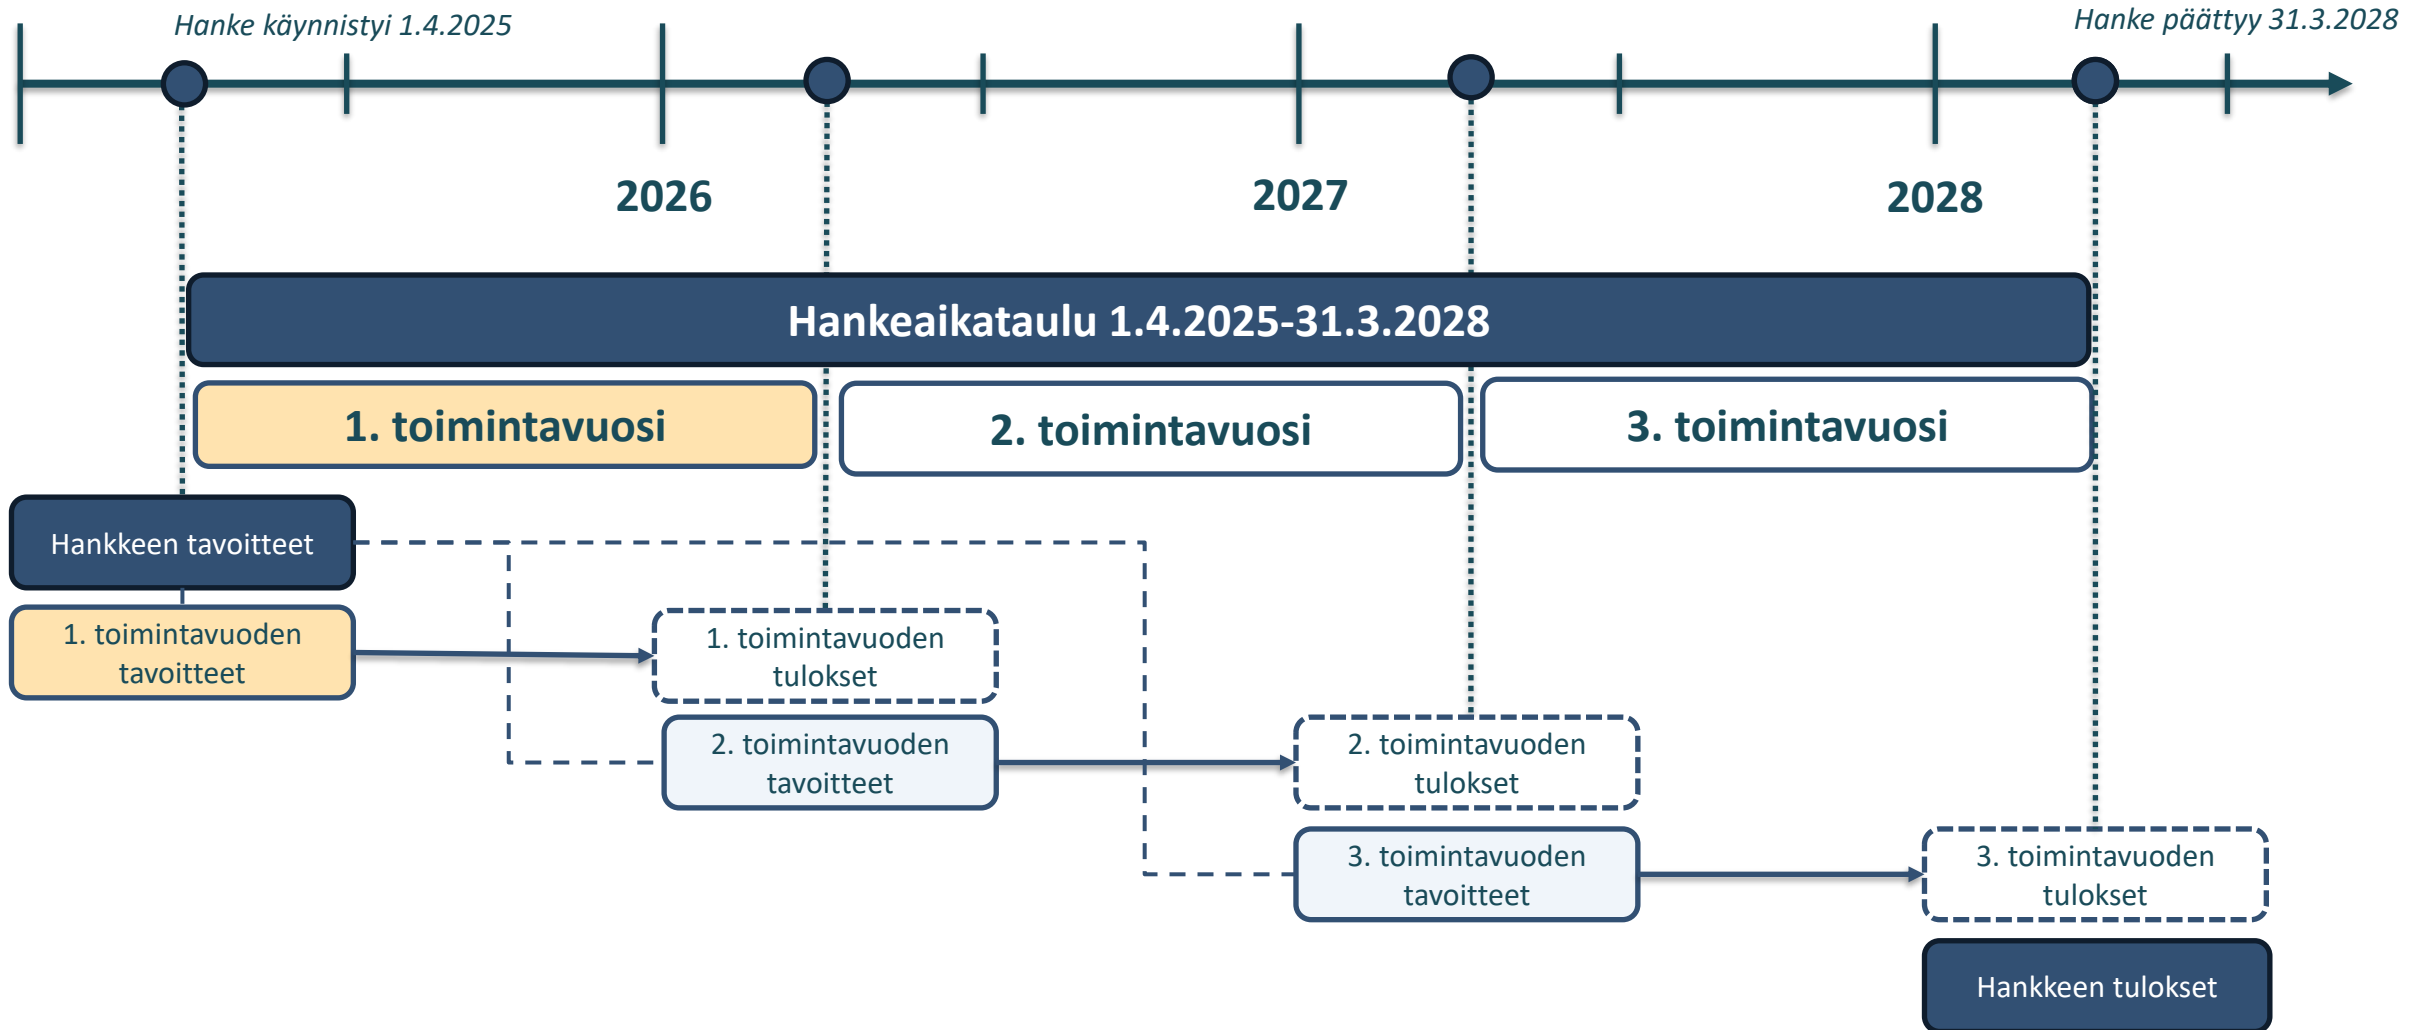 Hanke käynnistyi 1.4.2025
Hanke päättyy 31.3.2028
2026
2027
2028
Hankeaikataulu 1.4.2025-31.3.2028
1. toimintavuosi
2. toimintavuosi
3. toimintavuosi
Hankkeen tavoitteet
1. toimintavuoden
tavoitteet
1. toimintavuoden
tulokset
2. toimintavuoden
tavoitteet
2. toimintavuoden
tulokset
3. toimintavuoden
tavoitteet
3. toimintavuoden
tulokset
Hankkeen tulokset